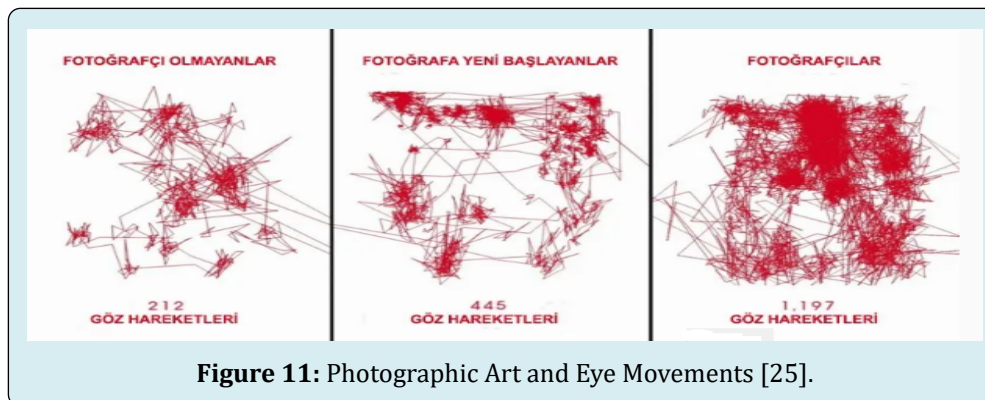 FOTOĞRAFÇI OLMAYANLAR
212
GÖZ HAREKETLERİ
FOTOĞRAFA YENİ BAŞLAYANLAR
445
GÖZ HAREKETLERİ
FOTOĞRAFÇILAR
1,197
GÖZ HAREKETLERİ
Figure 11: Photographic Art and Eye Movements [25].